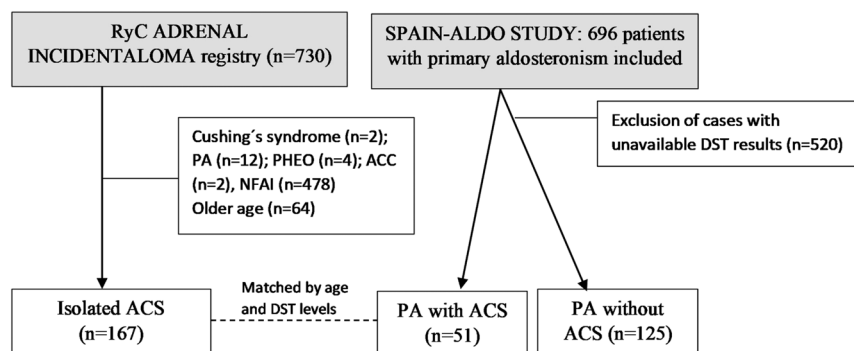 RyC ADRENAL
INCIDENTALOMA registry (n=730)
SPAIN-ALDO STUDY: 696 patients
with primary aldosteronism included
Cushing´s syndrome (n=2);
PA (n=12); PHEO (n=4); ACC
(n=2), NFAI (n=478)
Older age (n=64)
Exclusion of cases with
unavailable DST results (n=520)
Isolated ACS
(n=167)
Matched by age
and DST levels
PA with ACS
(n=51)
PA without
ACS (n=125)